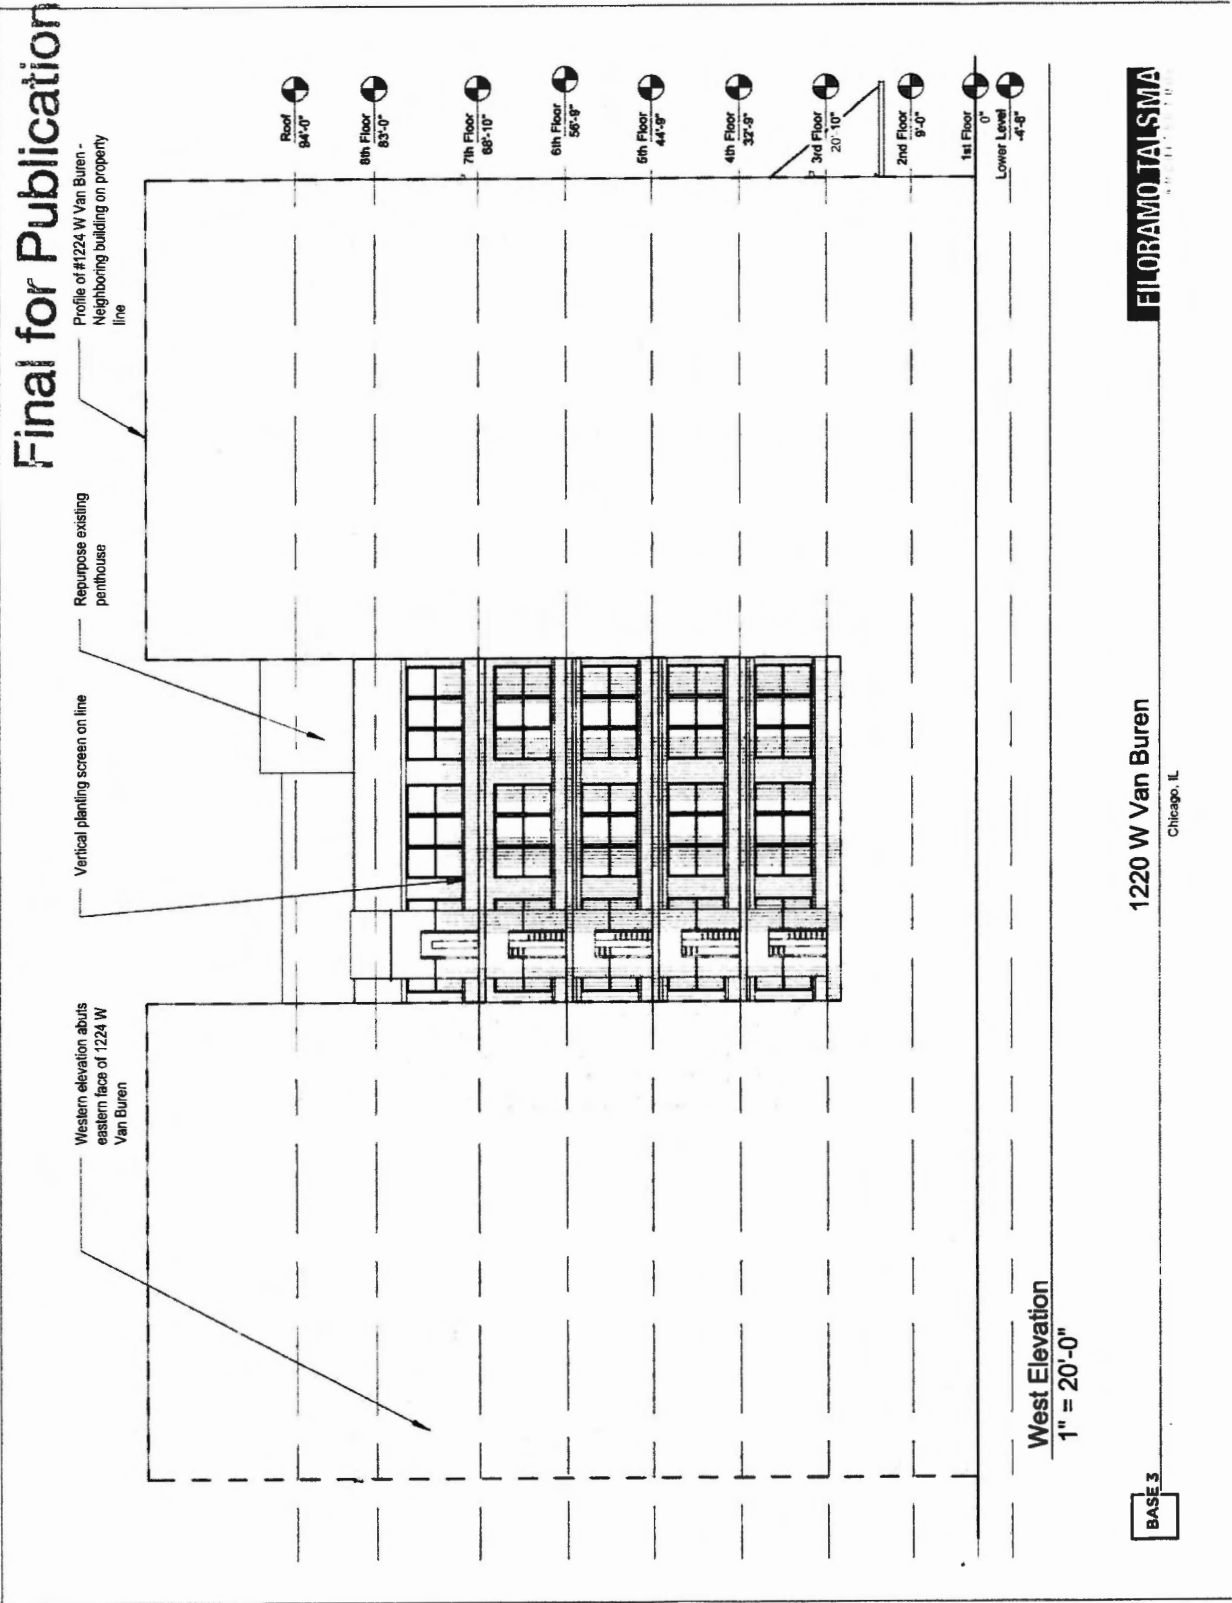 Final for Publication
Western elevation abuts
eastern face of 1224 W
Van Buren
Vertical planting screen on line
Repurpose existing
penthouse
Profile of #1224 W Van Buren -
Neighboring building on property
line
Roof
94'-0"
8th Floor
83'-0"
7th Floor
68'-10"
6th Floor
56'-9"
5th Floor
44'-9"
4th Floor
32'-9"
3rd Floor
20'-10"
2nd Floor
9'-0"
1st Floor
0"
Lower Level
-4'-8"
West Elevation
1" = 20'-0"
BASE 3
1220 W Van Buren
Chicago, IL
FILORAMO TALSMA